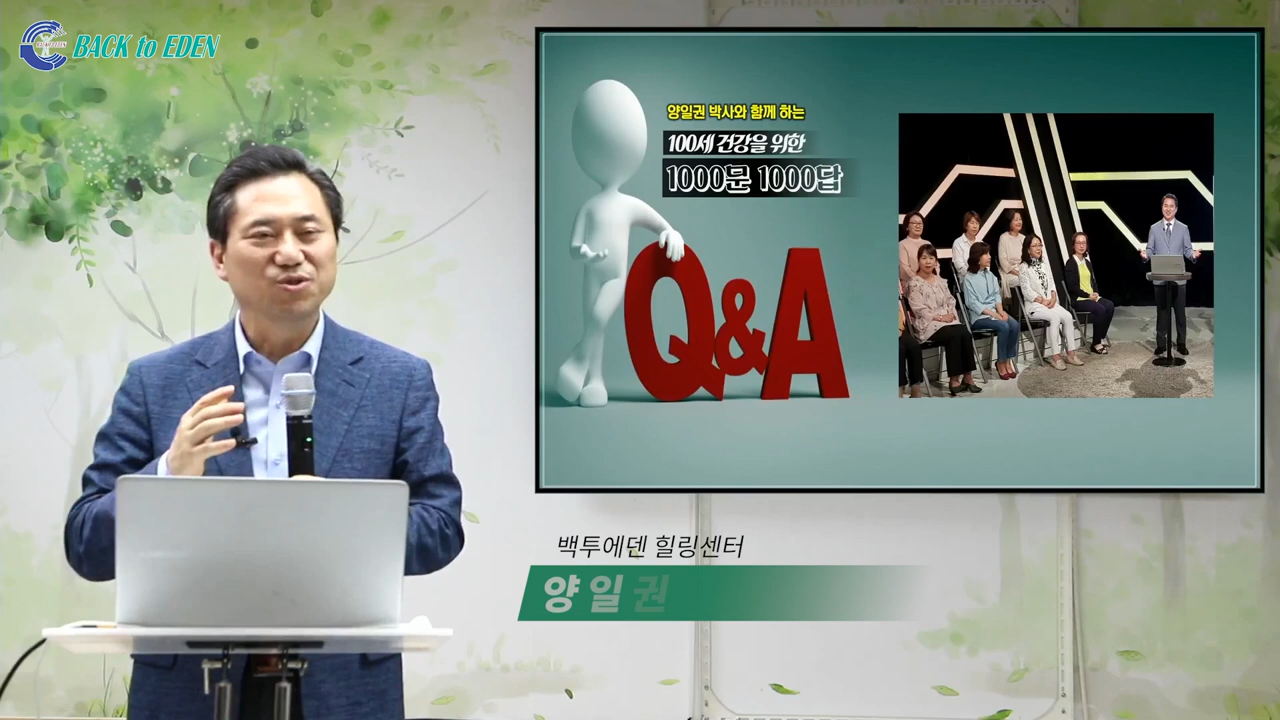 BACK to EDEN
양일권 박사와 함께 하는
100세 건강을 위한
1000문 1000답
Q&A
백투에덴 힐링센터
양일권